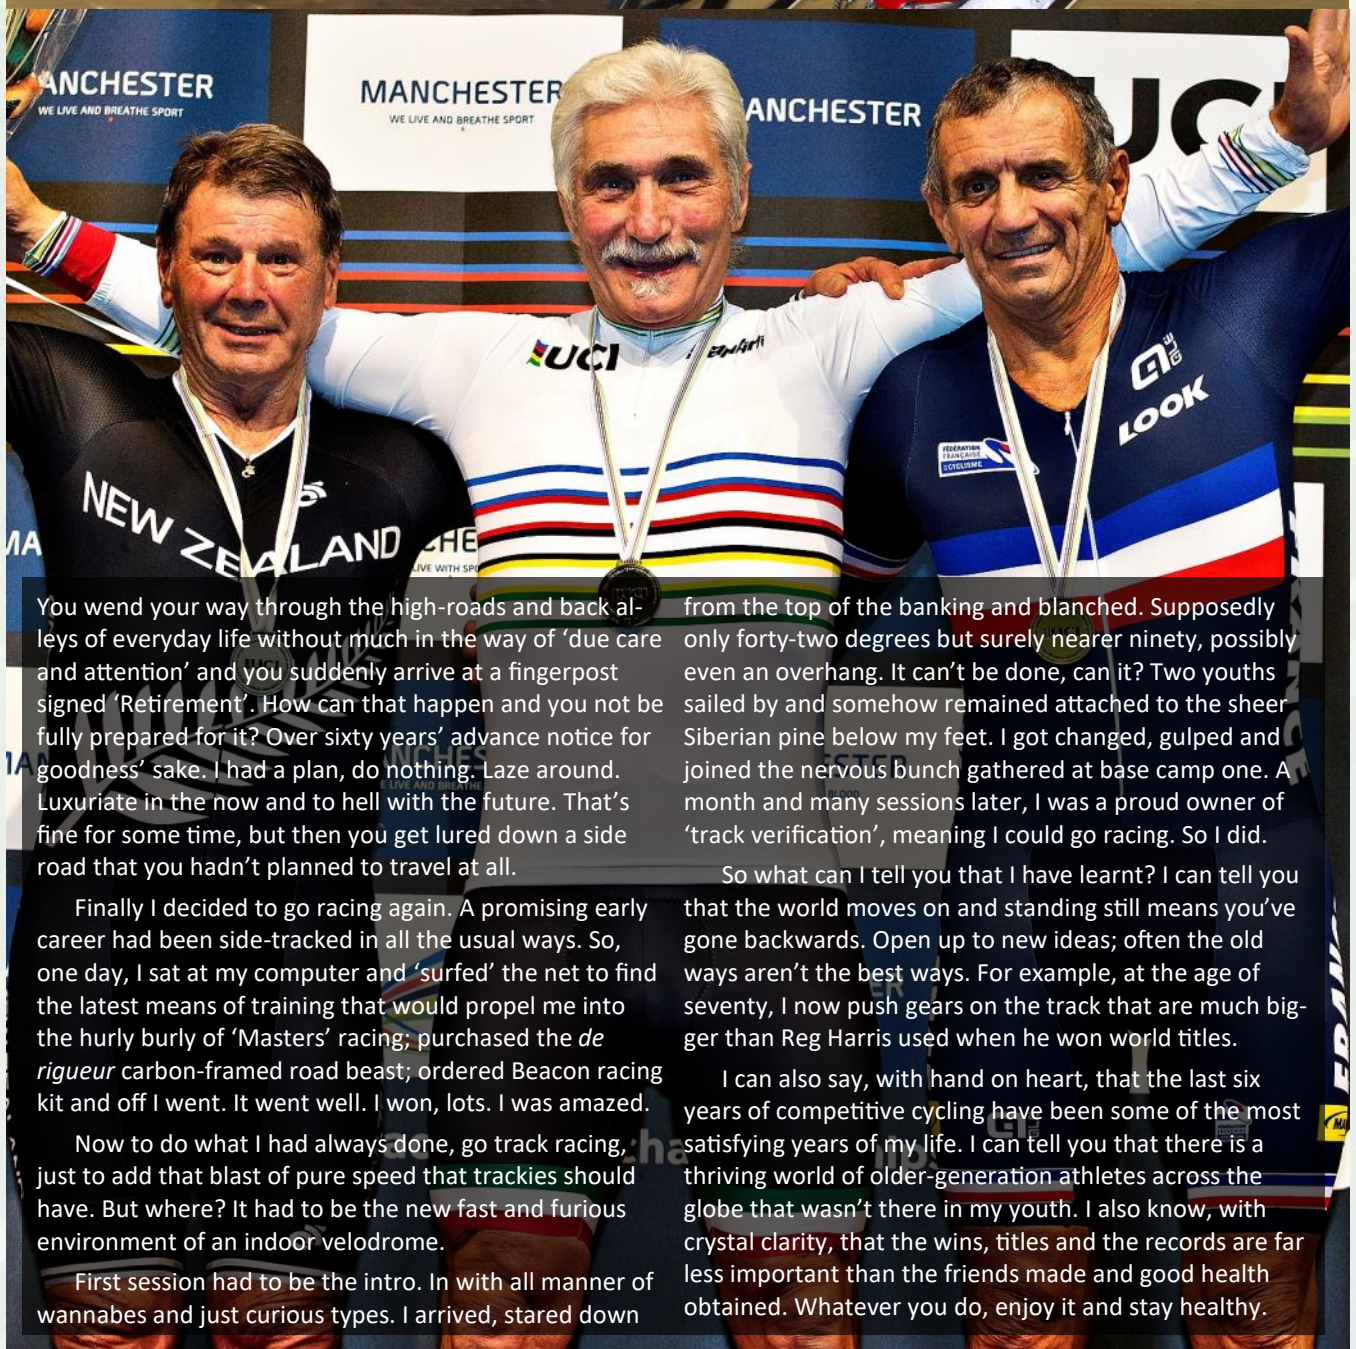 MANCHESTER
WE LIVE AND BREATHE SPORT
MANCHESTER
WE LIVE AND BREATHE SPORT
MANCHESTER
UCI
UCI
ALÉ
LOOK
FÉDÉRATION
FRANÇAISE
DE CYCLISME
NEW ZEALAND
You wend your way through the high-roads and back al-
leys of everyday life without much in the way of ‘due care
and attention’ and you suddenly arrive at a fingerpost
signed ‘Retirement’. How can that happen and you not be
fully prepared for it? Over sixty years’ advance notice for
goodness’ sake. I had a plan, do nothing. Laze around.
Luxuriate in the now and to hell with the future. That’s
fine for some time, but then you get lured down a side
road that you hadn’t planned to travel at all.
Finally I decided to go racing again. A promising early
career had been side-tracked in all the usual ways. So,
one day, I sat at my computer and ‘surfed’ the net to find
the latest means of training that would propel me into
the hurly burly of ‘Masters’ racing; purchased the de
rigueur carbon-framed road beast; ordered Beacon racing
kit and off I went. It went well. I won, lots. I was amazed.
Now to do what I had always done, go track racing,
just to add that blast of pure speed that trackies should
have. But where? It had to be the new fast and furious
environment of an indoor velodrome.
First session had to be the intro. In with all manner of
wannabes and just curious types. I arrived, stared down
from the top of the banking and blanched. Supposedly
only forty-two degrees but surely nearer ninety, possibly
even an overhang. It can’t be done, can it? Two youths
sailed by and somehow remained attached to the sheer
Siberian pine below my feet. I got changed, gulped and
joined the nervous bunch gathered at base camp one. A
month and many sessions later, I was a proud owner of
‘track verification’, meaning I could go racing. So I did.
So what can I tell you that I have learnt? I can tell you
that the world moves on and standing still means you’ve
gone backwards. Open up to new ideas; often the old
ways aren’t the best ways. For example, at the age of
seventy, I now push gears on the track that are much big-
ger than Reg Harris used when he won world titles.
I can also say, with hand on heart, that the last six
years of competitive cycling have been some of the most
satisfying years of my life. I can tell you that there is a
thriving world of older-generation athletes across the
globe that wasn’t there in my youth. I also know, with
crystal clarity, that the wins, titles and the records are far
less important than the friends made and good health
obtained. Whatever you do, enjoy it and stay healthy.